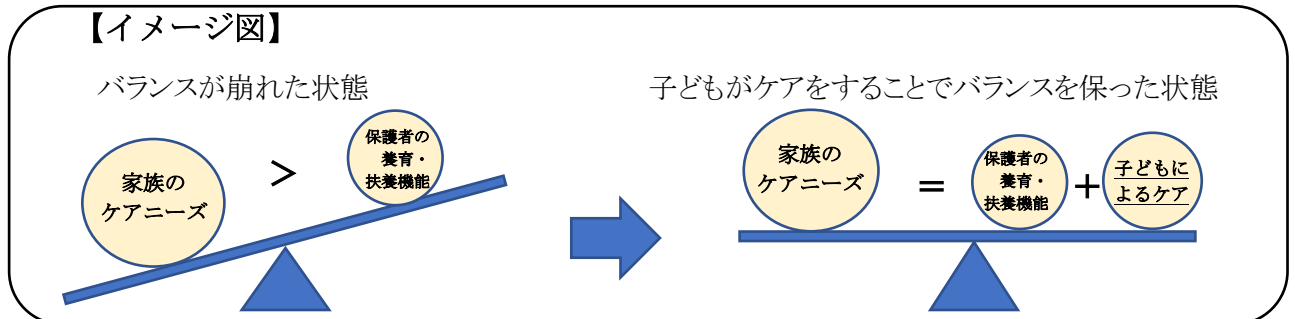 【イメージ図】
バランスが崩れた状態
家族の
ケアニーズ
>
保護者の
養育・
扶養機能
子どもがケアをすることでバランスを保った状態
家族の
ケアニーズ
=
保護者の
養育・
扶養機能
+
子どもに
よるケア